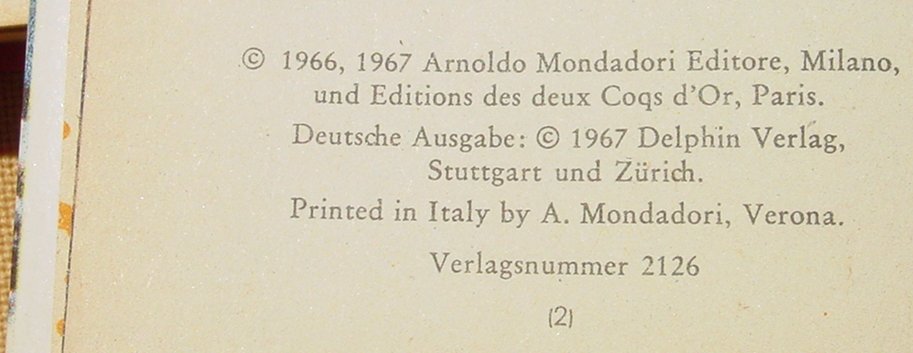 © 1966, 1967 Arnoldo Mondadori Editore, Milano,
und Editions des deux Coqs d'Or, Paris.
Deutsche Ausgabe: © 1967 Delphin Verlag,
Stuttgart und Zürich.
Printed in Italy by A. Mondadori, Verona.
Verlagsnummer 2126
(2)